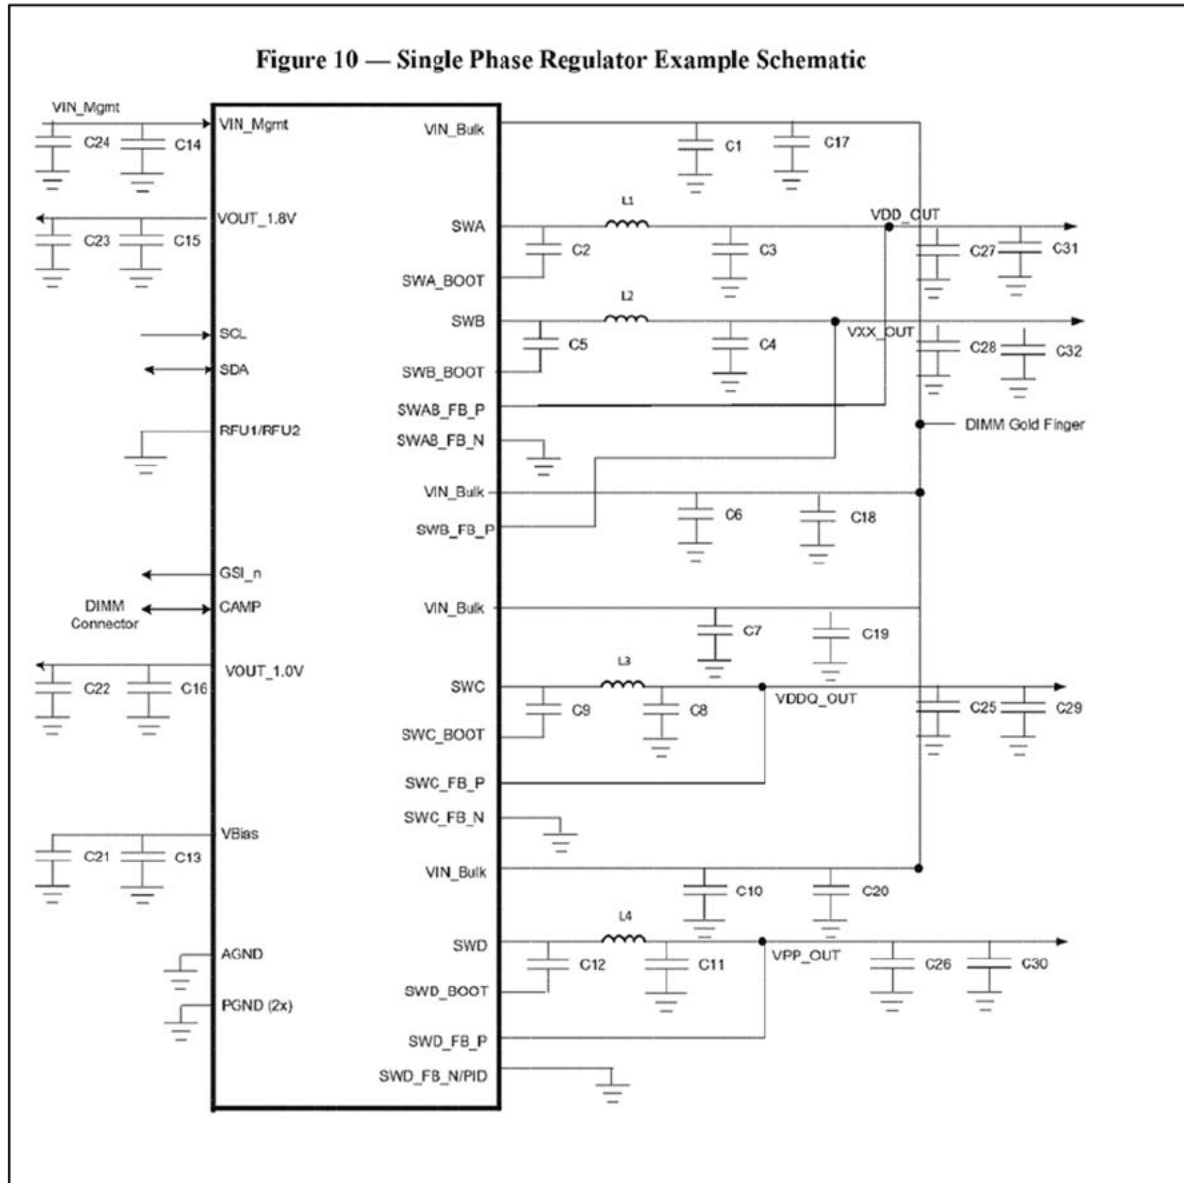 Figure 10 — Single Phase Regulator Example Schematic
VIN_Mgmt
C24
C14
VIN_Mgmt
VIN_Bulk
C1
C17
VOUT_1.8V
C23
C15
SWA
L1
C2
C3
VDD_OUT
C27
C31
SWA_BOOT
SCL
SWB
L2
C5
C4
VXX_OUT
C28
C32
SDA
SWB_BOOT
SWAB_FB_P
RFU1/RFU2
SWAB_FB_N
DIMM Gold Finger
VIN_Bulk
C6
C18
SWB_FB_P
GSI_n
DIMM
Connector
CAMP
VIN_Bulk
C7
C19
VOUT_1.0V
C22
C16
SWC
L3
C9
C8
VDDQ_OUT
C25
C29
SWC_BOOT
SWC_FB_P
SWC_FB_N
VBias
C21
C13
VIN_Bulk
C10
C20
AGND
SWD
L4
C12
C11
VPP_OUT
C26
C30
SWD_BOOT
PGND (2x)
SWD_FB_P
SWD_FB_N/PID